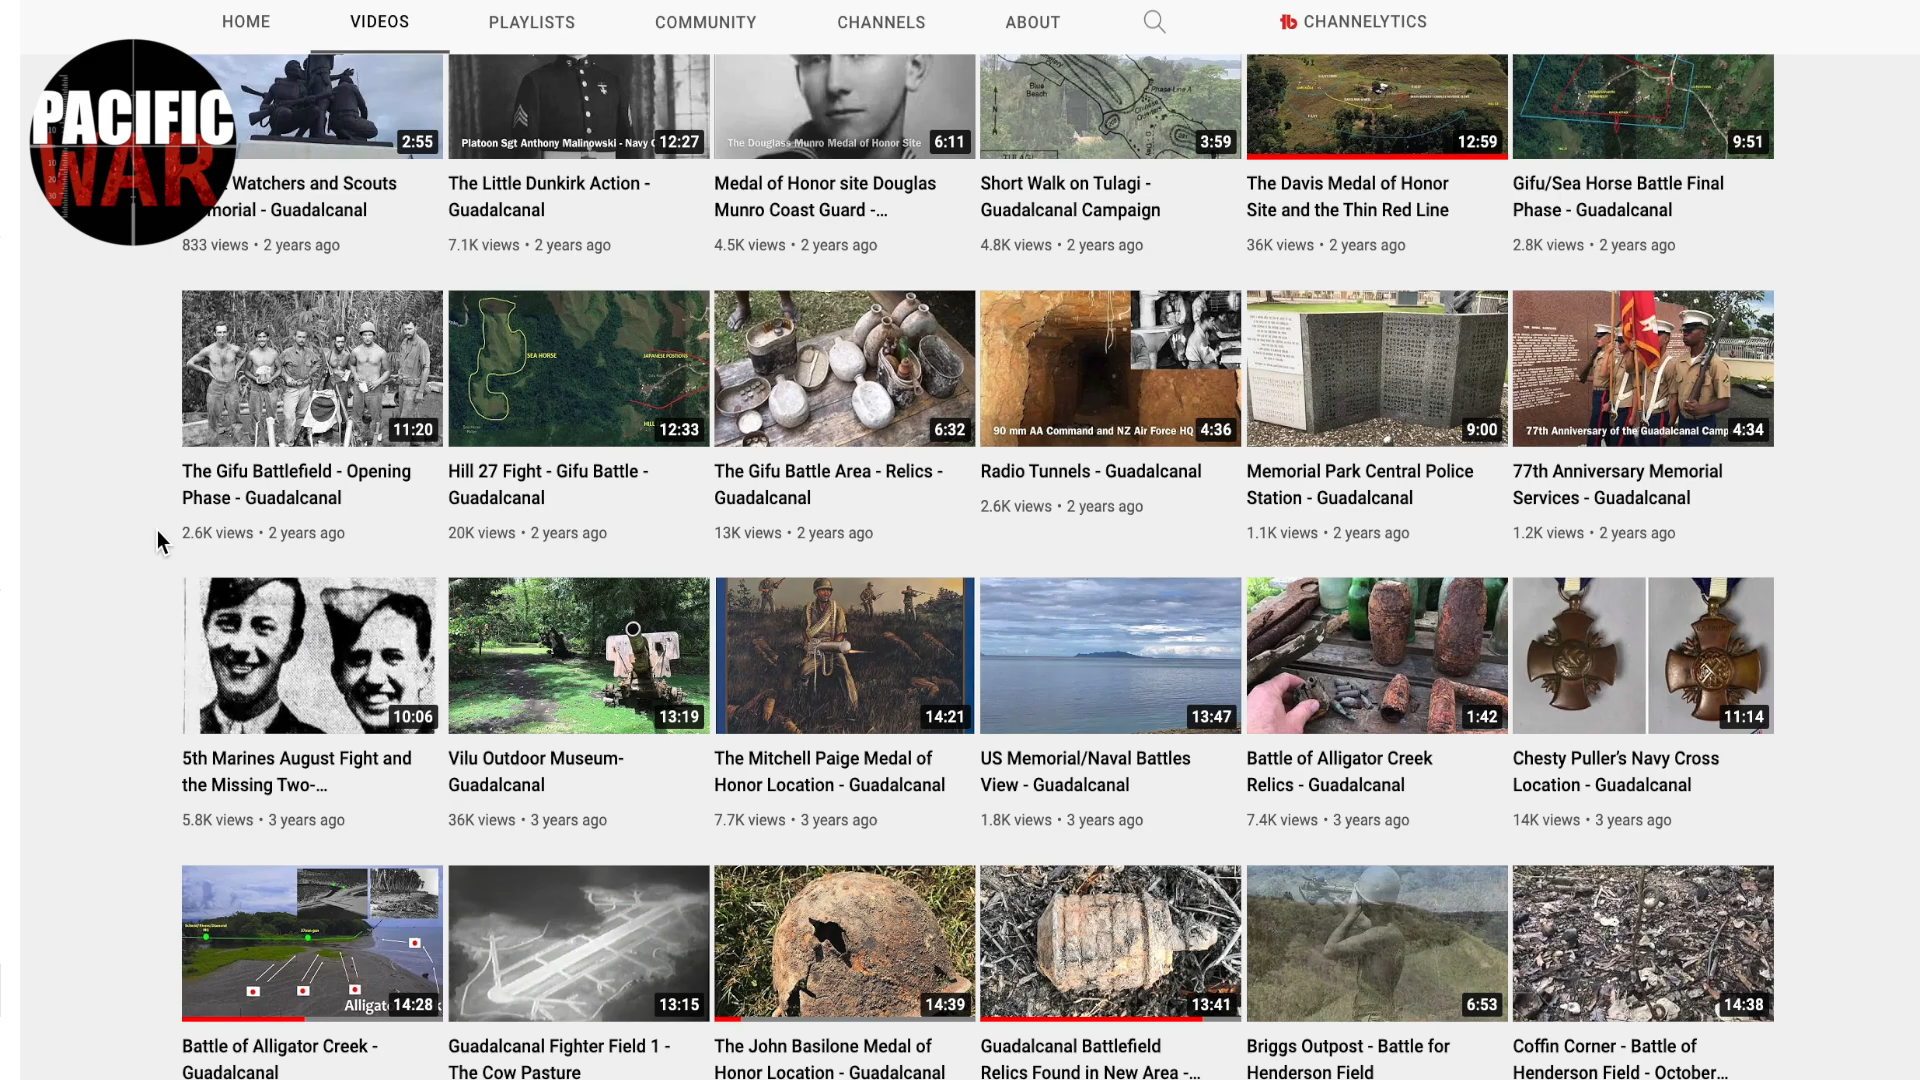 HOME
VIDEOS
PLAYLISTS
COMMUNITY
CHANNELS
ABOUT
CHANNELYTICS
PACIFIC
WAR
2:55
Platoon Sgt Anthony Malinowski - Navy C
12:27
The Douglass Munro Medal of Honor Site
6:11
Blue
Beach
Phase-Line A
TULAGI
3:59
12:59
9:51
Watchers and Scouts
morial - Guadalcanal
833 views • 2 years ago
The Little Dunkirk Action -
Guadalcanal
7.1K views • 2 years ago
Medal of Honor site Douglas
Munro Coast Guard -...
4.5K views • 2 years ago
Short Walk on Tulagi -
Guadalcanal Campaign
4.8K views • 2 years ago
The Davis Medal of Honor
Site and the Thin Red Line
36K views • 2 years ago
Gifu/Sea Horse Battle Final
Phase - Guadalcanal
2.8K views • 2 years ago
11:20
SEA HORSE
JAPANESE POSITIONS
HILL
12:33
6:32
90 mm AA Command and NZ Air Force HQ
4:36
9:00
77th Anniversary of the Guadalcanal Camp
4:34
The Gifu Battlefield - Opening
Phase - Guadalcanal
2.6K views • 2 years ago
Hill 27 Fight - Gifu Battle -
Guadalcanal
20K views • 2 years ago
The Gifu Battle Area - Relics -
Guadalcanal
13K views • 2 years ago
Radio Tunnels - Guadalcanal
2.6K views • 2 years ago
Memorial Park Central Police
Station - Guadalcanal
1.1K views • 2 years ago
77th Anniversary Memorial
Services - Guadalcanal
1.2K views • 2 years ago
10:06
13:19
14:21
13:47
1:42
11:14
5th Marines August Fight and
the Missing Two-...
5.8K views • 3 years ago
Vilu Outdoor Museum-
Guadalcanal
36K views • 3 years ago
The Mitchell Paige Medal of
Honor Location - Guadalcanal
7.7K views • 3 years ago
US Memorial/Naval Battles
View - Guadalcanal
1.8K views • 3 years ago
Battle of Alligator Creek
Relics - Guadalcanal
7.4K views • 3 years ago
Chesty Puller's Navy Cross
Location - Guadalcanal
14K views • 3 years ago
Alligat
14:28
13:15
14:39
13:41
6:53
14:38
Battle of Alligator Creek -
Guadalcanal
Guadalcanal Fighter Field 1 -
The Cow Pasture
The John Basilone Medal of
Honor Location - Guadalcanal
Guadalcanal Battlefield
Relics Found in New Area -...
Briggs Outpost - Battle for
Henderson Field
Coffin Corner - Battle of
Henderson Field - October...